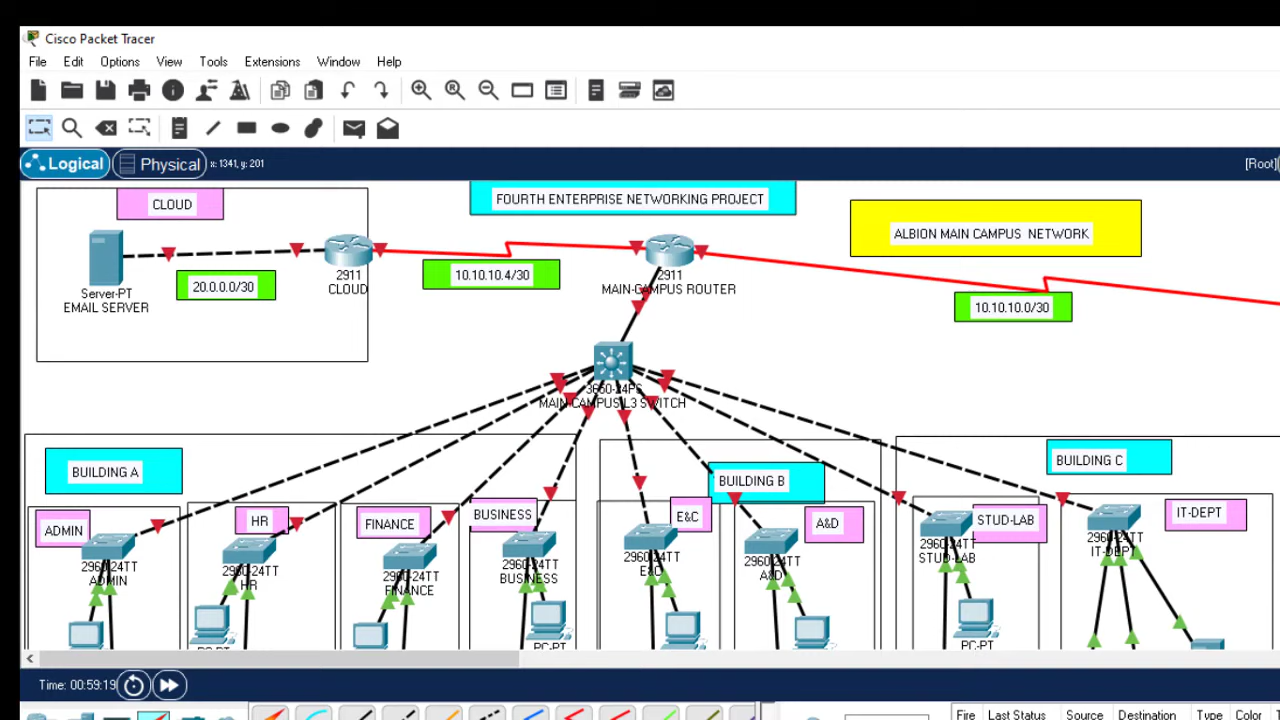 Cisco Packet Tracer
File Edit Options View Tools Extensions Window Help
Logical Physical x: 1341, y: 201 [Root]
CLOUD
FOURTH ENTERPRISE NETWORKING PROJECT
ALBION MAIN CAMPUS NETWORK
Server-PT
EMAIL SERVER
20.0.0.0/30
2911
CLOUD
10.10.10.4/30
2911
MAIN-CAMPUS ROUTER
10.10.10.0/30
3650-24PS
MAIN-CAMPUS L3 SWITCH
BUILDING A
BUILDING B
BUILDING C
ADMIN
HR
FINANCE
BUSINESS
E&C
A&D
STUD-LAB
IT-DEPT
2960-24TT
ADMIN
2960-24TT
HR
2960-24TT
FINANCE
2960-24TT
BUSINESS
2960-24TT
E&C
2960-24TT
A&D
2960-24TT
STUD-LAB
2960-24TT
IT-DEPT
PC-PT
PC-PT
PC-PT
Time: 00:59:19
Fire Last Status Source Destination Type Color